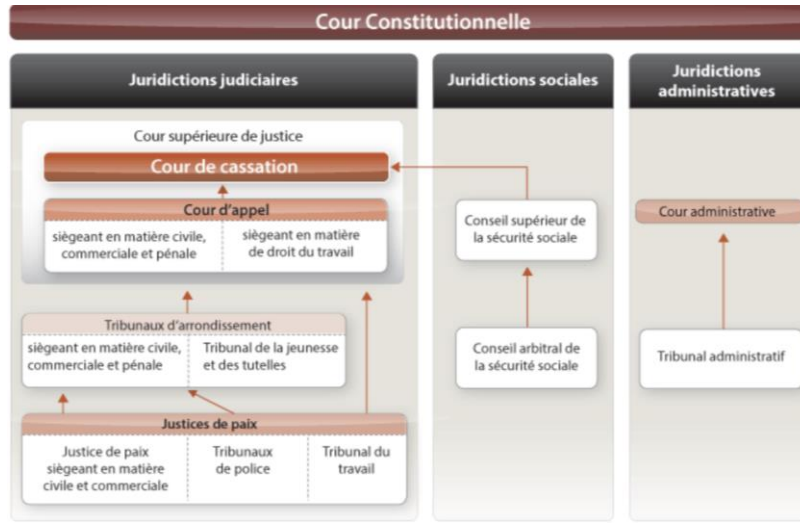 Cour Constitutionnelle
Juridictions judiciaires
Cour supérieure de justice
Cour de cassation
Cour d'appel
siégeant en matière civile,
commerciale et pénale
siégeant en matière
de droit du travail
Tribunaux d'arrondissement
siégeant en matière civile,
commerciale et pénale
Tribunal de la jeunesse
et des tutelles
Justices de paix
Justice de paix
siégeant en matière
civile et commerciale
Tribunaux
de police
Tribunal du
travail
Juridictions sociales
Conseil supérieur de
la sécurité sociale
Conseil arbitral de
la sécurité sociale
Juridictions
administratives
Cour administrative
Tribunal administratif